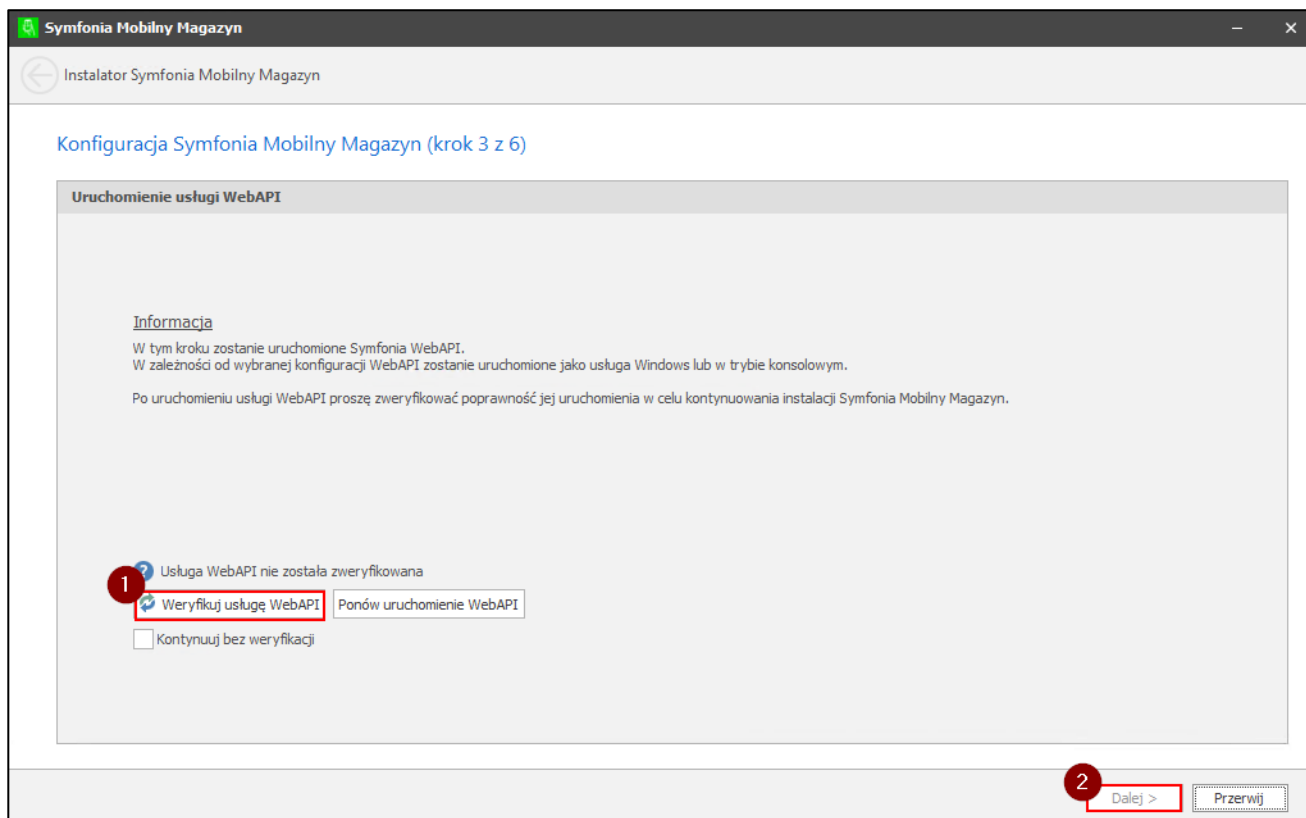 Symfonia Mobilny Magazyn
Instalator Symfonia Mobilny Magazyn
Konfiguracja Symfonia Mobilny Magazyn (krok 3 z 6)
Uruchomienie usługi WebAPI
Informacja
W tym kroku zostanie uruchomione Symfonia WebAPI.
W zależności od wybranej konfiguracji WebAPI zostanie uruchomione jako usługa Windows lub w trybie konsolowym.
Po uruchomieniu usługi WebAPI proszę zweryfikować poprawność jej uruchomienia w celu kontynuowania instalacji Symfonia Mobilny Magazyn.
? Usługa WebAPI nie została zweryfikowana
1 Weryfikuj usługę WebAPI Ponów uruchomienie WebAPI
Kontynuuj bez weryfikacji
2 Dalej > Przerwij